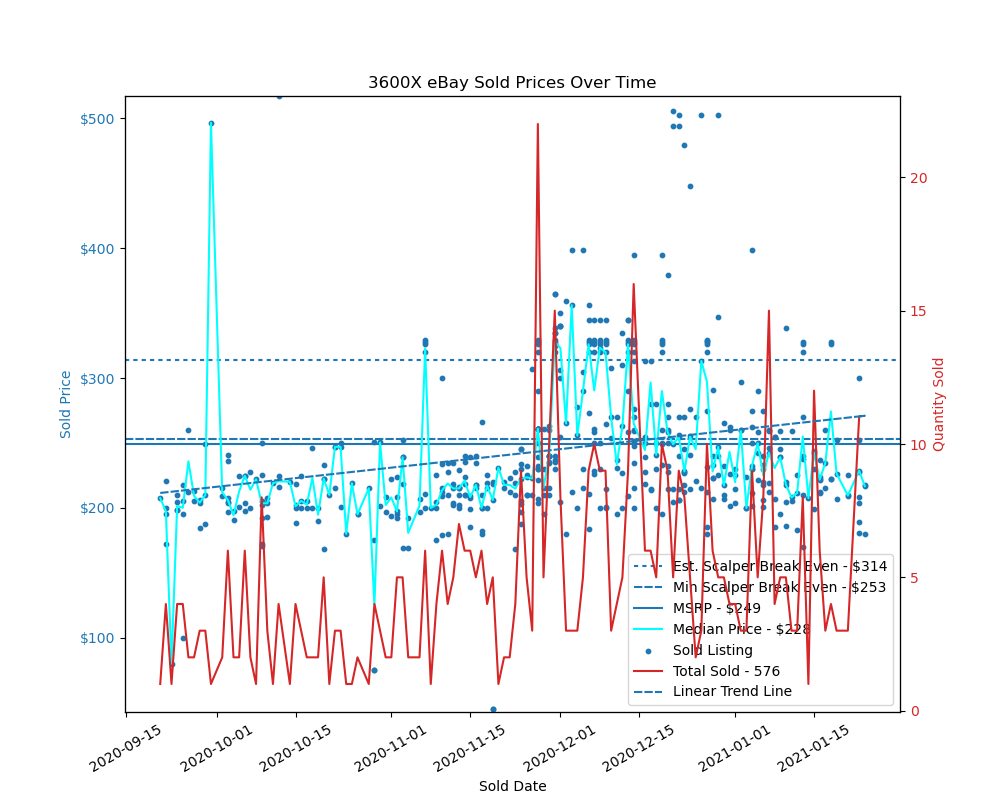 3600X eBay Sold Prices Over Time
$500
$400
$300
$200
$100
Sold Price
20
15
10
5
0
Quantity Sold
Est. Scalper Break Even - $314
Min Scalper Break Even - $253
MSRP - $249
Median Price - $228
Sold Listing
Total Sold - 576
Linear Trend Line
2020-09-15
2020-10-01
2020-10-15
2020-11-01
2020-11-15
2020-12-01
2020-12-15
2021-01-01
2021-01-15
Sold Date